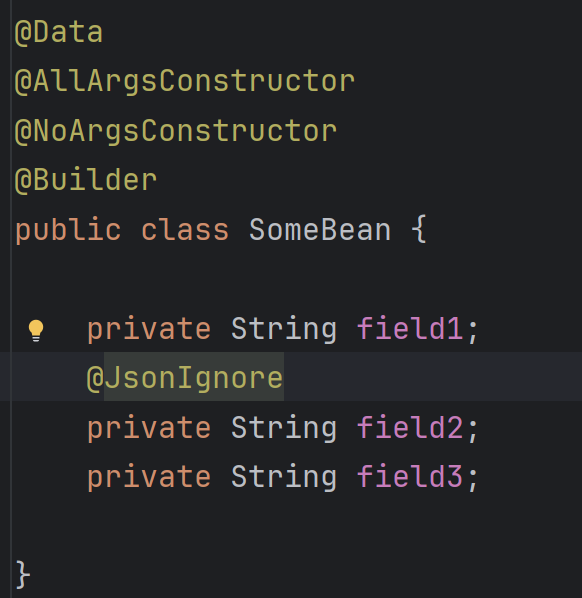 @Data
@AllArgsConstructor
@NoArgsConstructor
@Builder
public class SomeBean {
private String field1;
@JsonIgnore
private String field2;
private String field3;
}